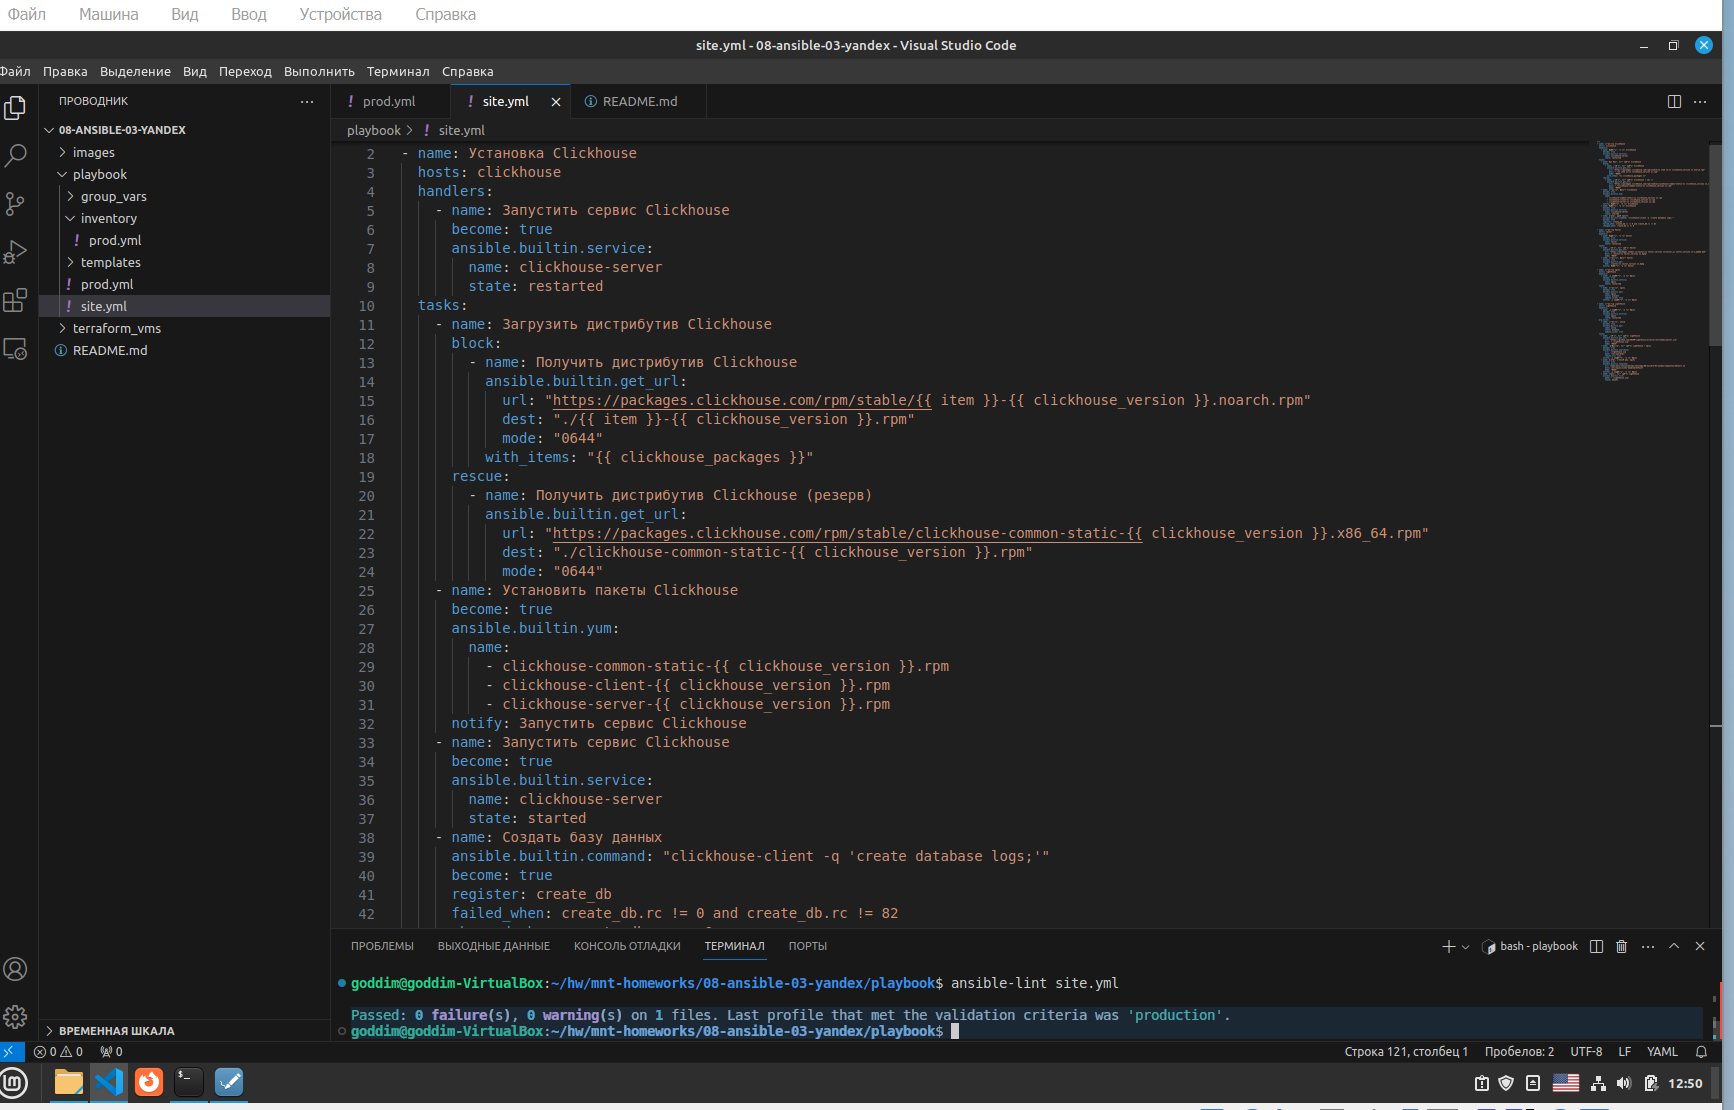 Файл Машина Вид Ввод Устройства Справка
site.yml - 08-ansible-03-yandex - Visual Studio Code
Файл Правка Выделение Вид Переход Выполнить Терминал Справка
ПРОВОДНИК
08-ANSIBLE-03-YANDEX
images
playbook
group_vars
inventory
prod.yml
templates
prod.yml
site.yml
terraform_vms
README.md
ВРЕМЕННАЯ ШКАЛА
prod.yml site.yml README.md
playbook > site.yml
2 - name: Установка Clickhouse
3 hosts: clickhouse
4 handlers:
5 - name: Запустить сервис Clickhouse
6 become: true
7 ansible.builtin.service:
8 name: clickhouse-server
9 state: restarted
10 tasks:
11 - name: Загрузить дистрибутив Clickhouse
12 block:
13 - name: Получить дистрибутив Clickhouse
14 ansible.builtin.get_url:
15 url: "https://packages.clickhouse.com/rpm/stable/{{ item }}-{{ clickhouse_version }}.noarch.rpm"
16 dest: "./{{ item }}-{{ clickhouse_version }}.rpm"
17 mode: "0644"
18 with_items: "{{ clickhouse_packages }}"
19 rescue:
20 - name: Получить дистрибутив Clickhouse (резерв)
21 ansible.builtin.get_url:
22 url: "https://packages.clickhouse.com/rpm/stable/clickhouse-common-static-{{ clickhouse_version }}.x86_64.rpm"
23 dest: "./clickhouse-common-static-{{ clickhouse_version }}.rpm"
24 mode: "0644"
25 - name: Установить пакеты Clickhouse
26 become: true
27 ansible.builtin.yum:
28 name:
29 - clickhouse-common-static-{{ clickhouse_version }}.rpm
30 - clickhouse-client-{{ clickhouse_version }}.rpm
31 - clickhouse-server-{{ clickhouse_version }}.rpm
32 notify: Запустить сервис Clickhouse
33 - name: Запустить сервис Clickhouse
34 become: true
35 ansible.builtin.service:
36 name: clickhouse-server
37 state: started
38 - name: Создать базу данных
39 ansible.builtin.command: "clickhouse-client -q 'create database logs;'"
40 become: true
41 register: create_db
42 failed_when: create_db.rc != 0 and create_db.rc != 82
ПРОБЛЕМЫ ВЫХОДНЫЕ ДАННЫЕ КОНСОЛЬ ОТЛАДКИ ТЕРМИНАЛ ПОРТЫ
bash - playbook
goddim@goddim-VirtualBox:~/hw/mnt-homeworks/08-ansible-03-yandex/playbook$ ansible-lint site.yml
Passed: 0 failure(s), 0 warning(s) on 1 files. Last profile that met the validation criteria was 'production'.
goddim@goddim-VirtualBox:~/hw/mnt-homeworks/08-ansible-03-yandex/playbook$
0 0 0
Строка 121, столбец 1 Пробелов: 2 UTF-8 LF YAML
12:50